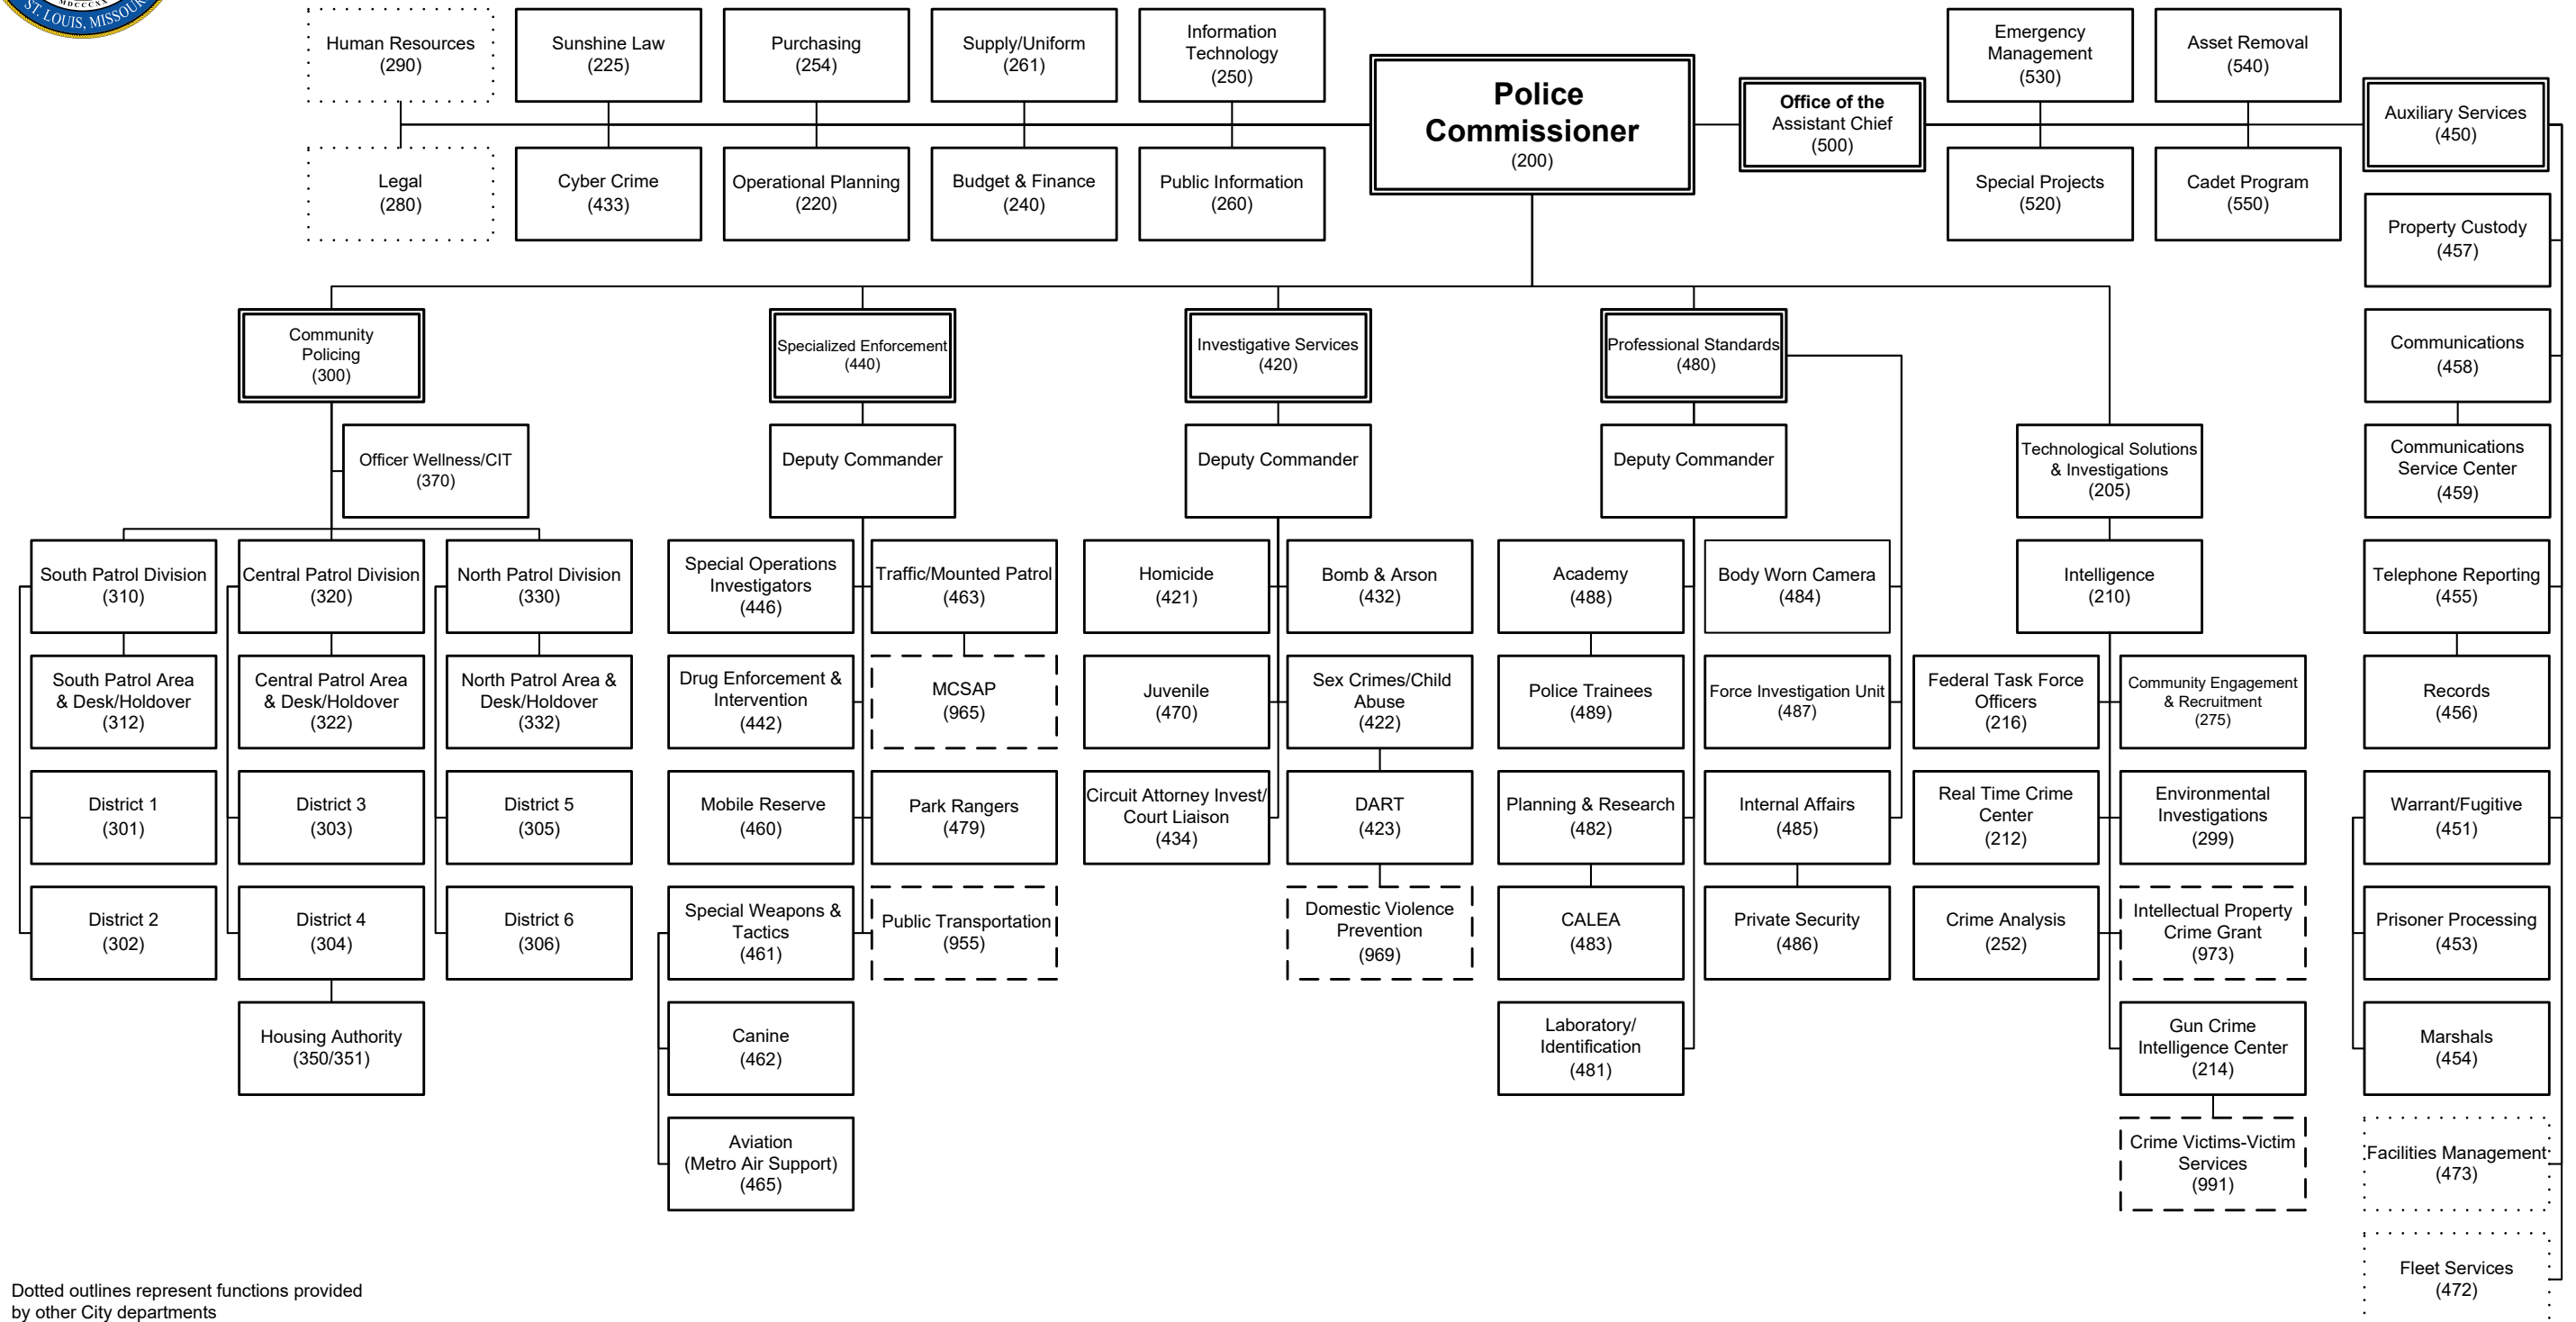 MDCCCXX
ST. LOUIS, MISSOUR
Human Resources
(290)
Sunshine Law
(225)
Purchasing
(254)
Supply/Uniform
(261)
Information
Technology
(250)
Police
Commissioner
(200)
Office of the
Assistant Chief
(500)
Emergency
Management
(530)
Asset Removal
(540)
Auxiliary Services
(450)
Legal
(280)
Cyber Crime
(433)
Operational Planning
(220)
Budget & Finance
(240)
Public Information
(260)
Special Projects
(520)
Cadet Program
(550)
Property Custody
(457)
Community
Policing
(300)
Specialized Enforcement
(440)
Investigative Services
(420)
Professional Standards
(480)
Communications
(458)
Officer Wellness/CIT
(370)
Deputy Commander
Deputy Commander
Deputy Commander
Technological Solutions
& Investigations
(205)
Communications
Service Center
(459)
South Patrol Division
(310)
Central Patrol Division
(320)
North Patrol Division
(330)
Special Operations
Investigators
(446)
Traffic/Mounted Patrol
(463)
Homicide
(421)
Bomb & Arson
(432)
Academy
(488)
Body Worn Camera
(484)
Intelligence
(210)
Telephone Reporting
(455)
South Patrol Area
& Desk/Holdover
(312)
Central Patrol Area
& Desk/Holdover
(322)
North Patrol Area &
Desk/Holdover
(332)
Drug Enforcement &
Intervention
(442)
MCSAP
(965)
Juvenile
(470)
Sex Crimes/Child
Abuse
(422)
Police Trainees
(489)
Force Investigation Unit
(487)
Federal Task Force
Officers
(216)
Community Engagement
& Recruitment
(275)
Records
(456)
District 1
(301)
District 3
(303)
District 5
(305)
Mobile Reserve
(460)
Park Rangers
(479)
Circuit Attorney Invest/
Court Liaison
(434)
DART
(423)
Planning & Research
(482)
Internal Affairs
(485)
Real Time Crime
Center
(212)
Environmental
Investigations
(299)
Warrant/Fugitive
(451)
District 2
(302)
District 4
(304)
District 6
(306)
Special Weapons &
Tactics
(461)
Public Transportation
(955)
Domestic Violence
Prevention
(969)
CALEA
(483)
Private Security
(486)
Crime Analysis
(252)
Intellectual Property
Crime Grant
(973)
Prisoner Processing
(453)
Housing Authority
(350/351)
Canine
(462)
Laboratory/
Identification
(481)
Gun Crime
Intelligence Center
(214)
Marshals
(454)
Aviation
(Metro Air Support)
(465)
Crime Victims-Victim
Services
(991)
Facilities Management
(473)
Fleet Services
(472)
Dotted outlines represent functions provided
by other City departments